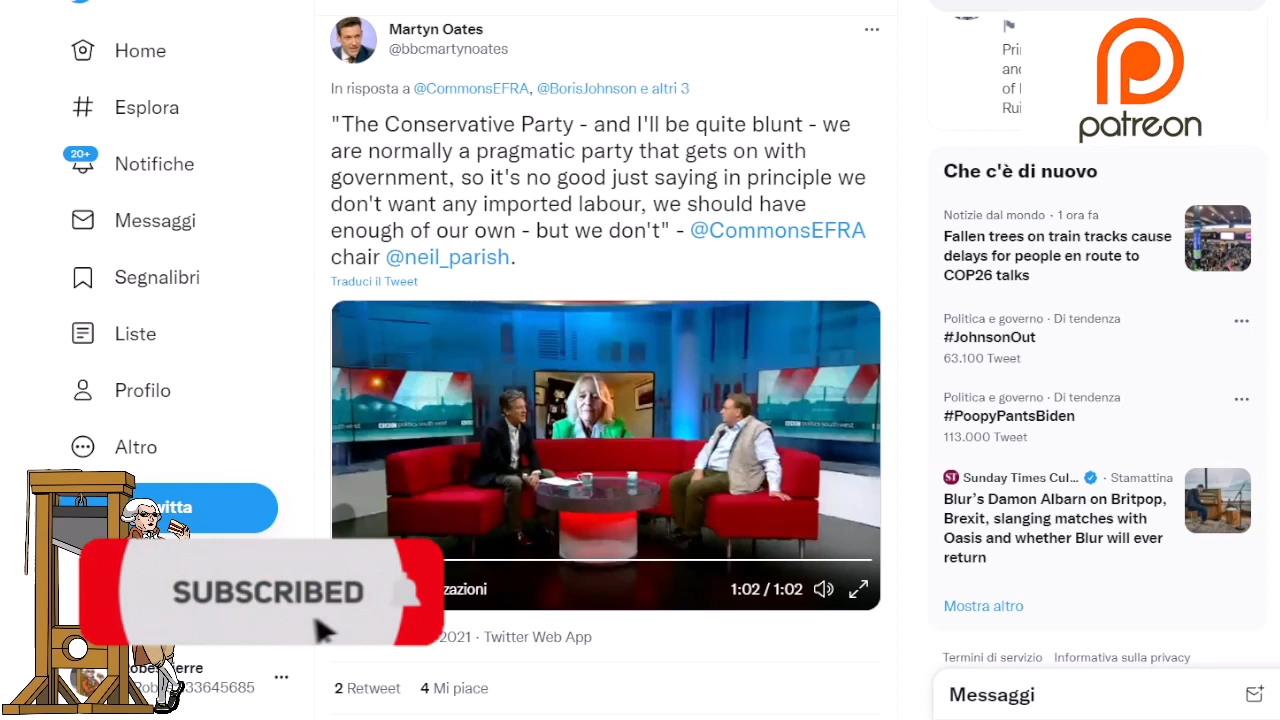 Home
Esplora
20+
Notifiche
Messaggi
Segnalibri
Liste
Profilo
Altro
SUBSCRIBED
Martyn Oates
@bbcmartynoates
In risposta a @CommonsEFRA, @BorisJohnson e altri 3
"The Conservative Party - and I'll be quite blunt - we
are normally a pragmatic party that gets on with
government, so it's no good just saying in principle we
don't want any imported labour, we should have
enough of our own - but we don't" - @CommonsEFRA
chair @neil_parish.
Traduci il Tweet
BBC politics south west
1:02 / 1:02
2021 · Twitter Web App
2 Retweet 4 Mi piace
patreon
Che c'è di nuovo
Notizie dal mondo · 1 ora fa
Fallen trees on train tracks cause
delays for people en route to
COP26 talks
Politica e governo · Di tendenza
#JohnsonOut
63.100 Tweet
Politica e governo · Di tendenza
#PoopyPantsBiden
113.000 Tweet
ST Sunday Times Cul... · Stamattina
Blur's Damon Albarn on Britpop,
Brexit, slanging matches with
Oasis and whether Blur will ever
return
Mostra altro
Termini di servizio Informativa sulla privacy
Messaggi